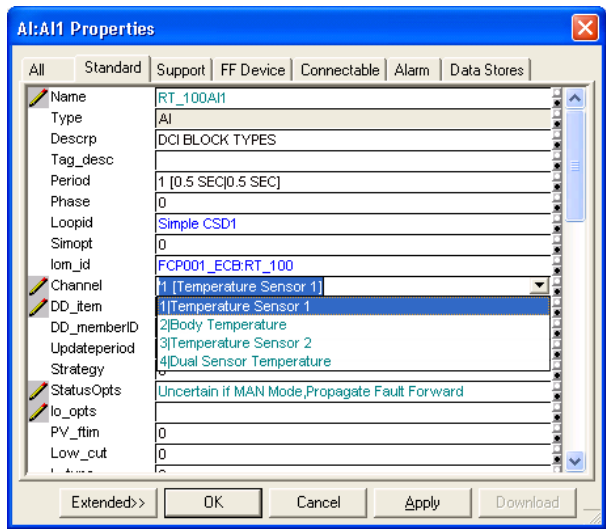 AI:AI1 Properties
All Standard Support FF Device Connectable Alarm Data Stores
Name RT_100AI1
Type AI
Descrp DCI BLOCK TYPES
Tag_desc
Period 1 [0.5 SEC|0.5 SEC]
Phase 0
Loopid Simple CSD1
Simopt 0
Iom_id FCP001_ECB:RT_100
Channel 1 [Temperature Sensor 1]
DD_item 1|Temperature Sensor 1
DD_memberID 2|Body Temperature
Updateperiod 3|Temperature Sensor 2
Strategy 4|Dual Sensor Temperature
StatusOpts Uncertain if MAN Mode,Propagate Fault Forward
Io_opts
PV_ftim 0
Low_cut 0
Extended>> OK Cancel Apply Download